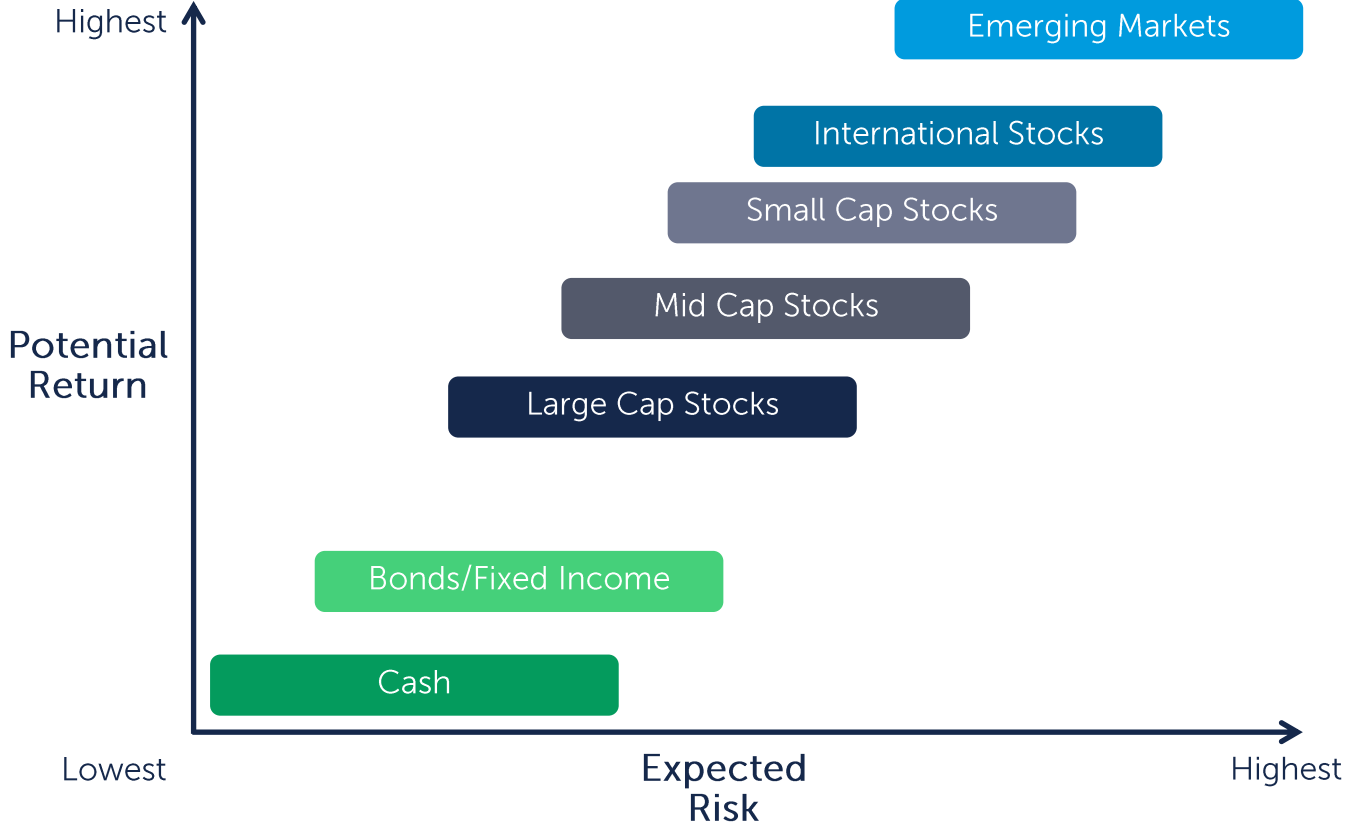 Highest
Emerging Markets
International Stocks
Small Cap Stocks
Mid Cap Stocks
Potential
Return
Large Cap Stocks
Bonds/Fixed Income
Cash
Lowest
Expected
Risk
Highest